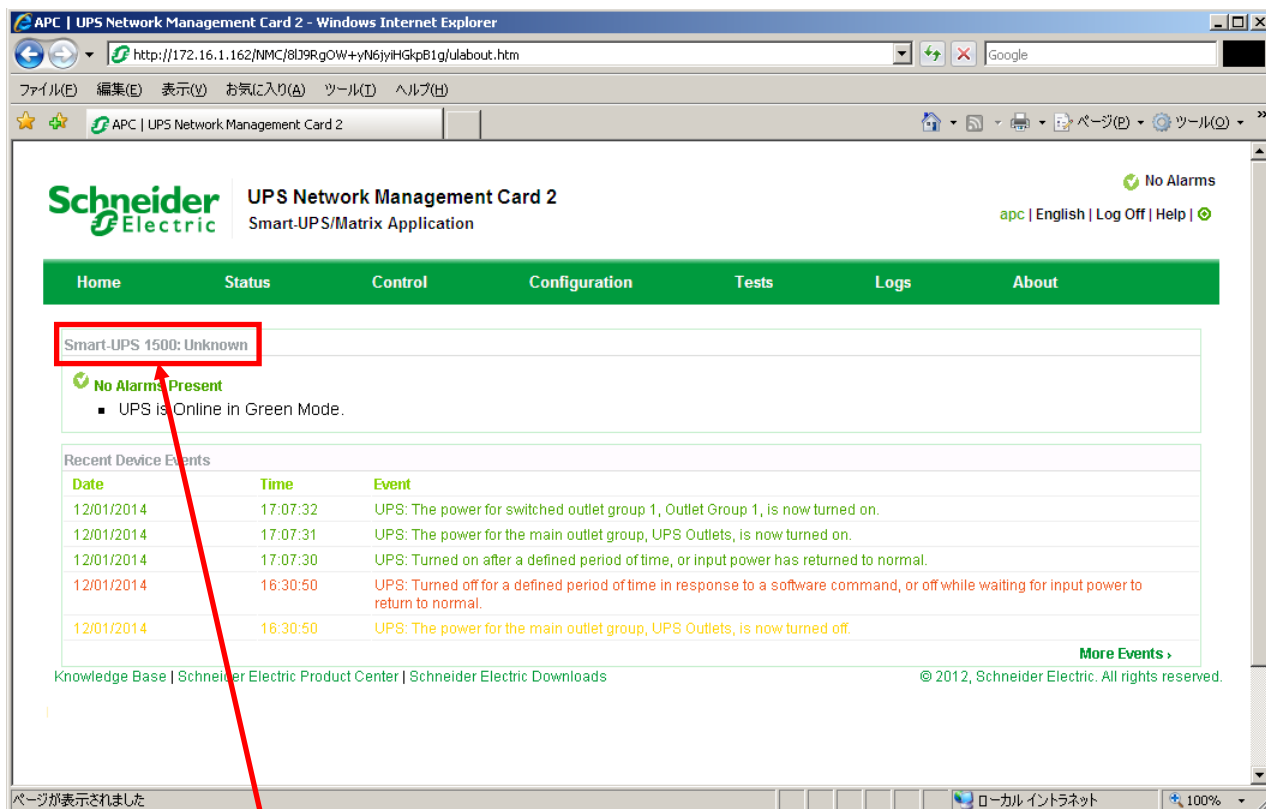 APC | UPS Network Management Card 2 - Windows Internet Explorer
http://172.16.1.162/NMC/8lJ9RgOW+yN6jyiHGkpB1g/ulabout.htm
Google
ファイル(F) 編集(E) 表示(V) お気に入り(A) ツール(T) ヘルプ(H)
APC | UPS Network Management Card 2
ページ(P) ツール(O)
Schneider Electric
UPS Network Management Card 2
Smart-UPS/Matrix Application
No Alarms
apc | English | Log Off | Help |
Home Status Control Configuration Tests Logs About
Smart-UPS 1500: Unknown
No Alarms Present
▪ UPS is Online in Green Mode.
Recent Device Events
Date Time Event
12/01/2014 17:07:32 UPS: The power for switched outlet group 1, Outlet Group 1, is now turned on.
12/01/2014 17:07:31 UPS: The power for the main outlet group, UPS Outlets, is now turned on.
12/01/2014 17:07:30 UPS: Turned on after a defined period of time, or input power has returned to normal.
12/01/2014 16:30:50 UPS: Turned off for a defined period of time in response to a software command, or off while waiting for input power to
return to normal.
12/01/2014 16:30:50 UPS: The power for the main outlet group, UPS Outlets, is now turned off.
More Events ›
Knowledge Base | Schneider Electric Product Center | Schneider Electric Downloads
© 2012, Schneider Electric. All rights reserved.
ページが表示されました
ローカル イントラネット
100%